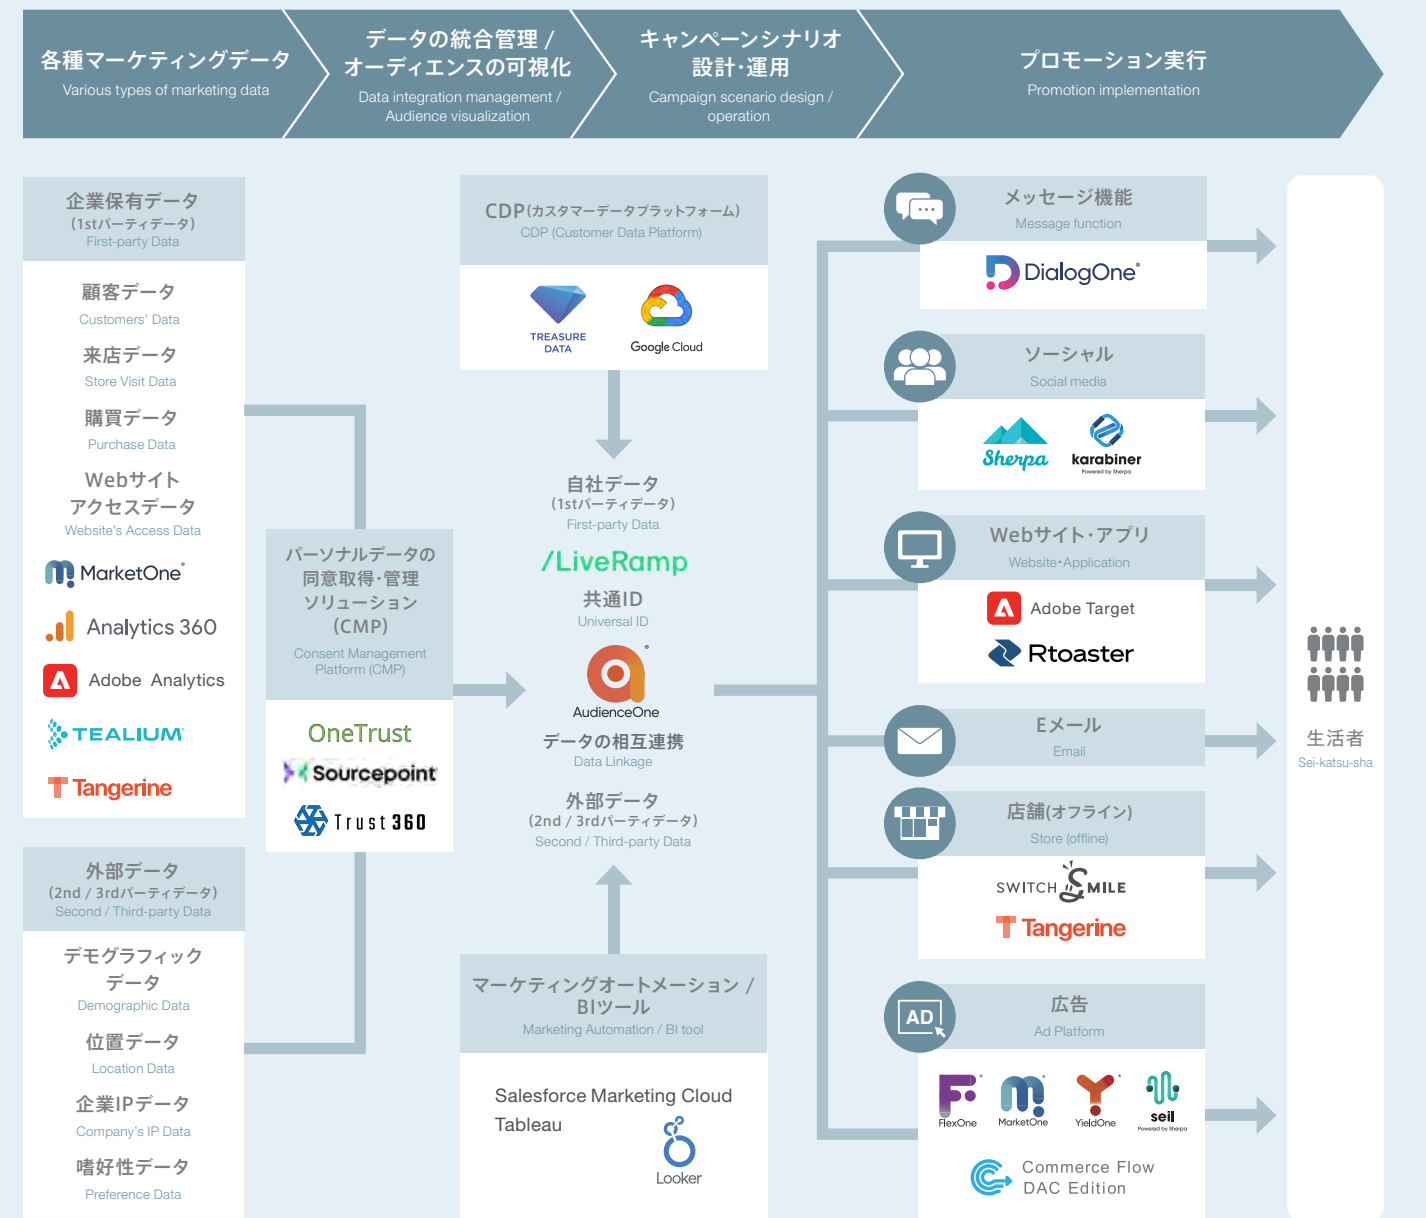 各種マーケティングデータ
Various types of marketing data
データの統合管理 /
オーディエンスの可視化
Data integration management /
Audience visualization
キャンペーンシナリオ
設計・運用
Campaign scenario design /
operation
プロモーション実行
Promotion implementation
企業保有データ
(1stパーティデータ)
First-party Data
顧客データ
Customers' Data
来店データ
Store Visit Data
購買データ
Purchase Data
Webサイト
アクセスデータ
Website's Access Data
MarketOne®
Analytics 360
Adobe Analytics
TEALIUM
Tangerine
外部データ
(2nd / 3rdパーティデータ)
Second / Third-party Data
デモグラフィック
データ
Demographic Data
位置データ
Location Data
企業IPデータ
Company's IP Data
嗜好性データ
Preference Data
パーソナルデータの
同意取得・管理
ソリューション
(CMP)
Consent Management
Platform (CMP)
OneTrust
Sourcepoint
Trust 360
CDP(カスタマーデータプラットフォーム)
CDP (Customer Data Platform)
TREASURE
DATA
Google Cloud
自社データ
(1stパーティデータ)
First-party Data
/LiveRamp
共通ID
Universal ID
AudienceOne
データの相互連携
Data Linkage
外部データ
(2nd / 3rdパーティデータ)
Second / Third-party Data
マーケティングオートメーション /
BIツール
Marketing Automation / BI tool
Salesforce Marketing Cloud
Tableau
Looker
メッセージ機能
Message function
DialogOne®
ソーシャル
Social media
Sherpa
karabiner
Powered by Sherpa
Webサイト・アプリ
Website・Application
Adobe Target
Rtoaster
Eメール
Email
店舗(オフライン)
Store (offline)
SWITCH SMILE
Tangerine
AD
広告
Ad Platform
FlexOne
MarketOne
YieldOne
seil
Powered by Sherpa
Commerce Flow
DAC Edition
生活者
Sei-katsu-sha